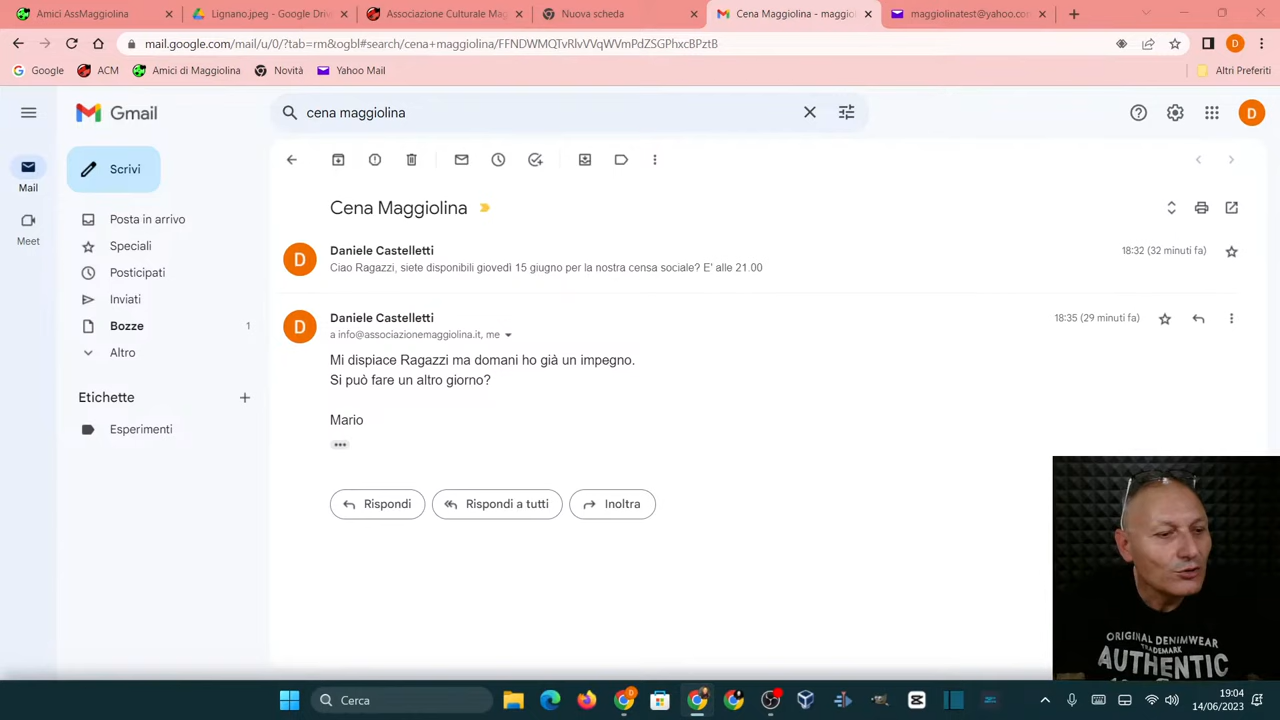 Amici AssMaggiolina
Lignano.jpeg - Google Driv
Associazione Culturale Mag
Nuova scheda
Cena Maggiolina - maggio
maggiolinatest@yahoo.co
mail.google.com/mail/u/0/?tab=rm&ogbl#search/cena+maggiolina/FFNDWMQTvRlvVVqWVmPdZSGPhxcBPztB
D
Google
ACM
Amici di Maggiolina
Novità
Yahoo Mail
Altri Preferiti
Gmail
cena maggiolina
D
Mail
Meet
Scrivi
Posta in arrivo
Speciali
Posticipati
Inviati
Bozze 1
Altro
Etichette
Esperimenti
Cena Maggiolina
D
Daniele Castelletti
18:32 (32 minuti fa)
Ciao Ragazzi, siete disponibili giovedì 15 giugno per la nostra censa sociale? E' alle 21.00
D
Daniele Castelletti
18:35 (29 minuti fa)
a info@associazionemaggiolina.it, me
Mi dispiace Ragazzi ma domani ho già un impegno.
Si può fare un altro giorno?
Mario
Rispondi
Rispondi a tutti
Inoltra
ORIGINAL DENIMWEAR
TRADEMARK
AUTHENTIC
Cerca
19:04
14/06/2023